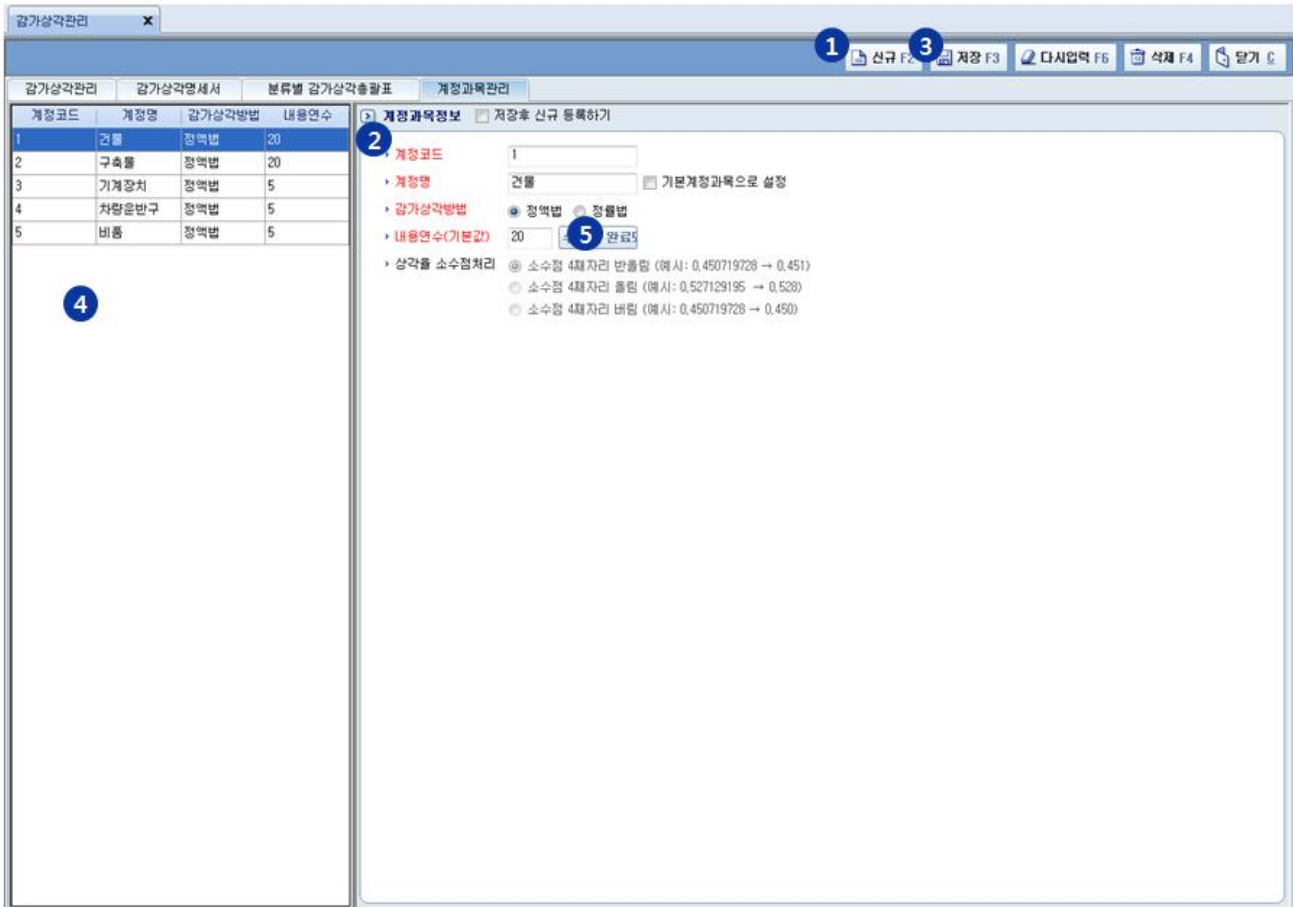 감가상각관리 x
1 신규 F2 3 저장 F3 다시입력 F6 삭제 F4 닫기 C
감가상각관리 감가상각명세서 분류별 감가상각총괄표 계정과목관리
계정코드 계정명 감가상각방법 내용연수
1 건물 정액법 20
2 구축물 정액법 20
3 기계장치 정액법 5
4 차량운반구 정액법 5
5 비품 정액법 5
4
계정과목정보 저장후 신규 등록하기
2
계정코드 1
계정명 건물 기본계정과목으로 설정
감가상각방법 정액법 정률법
내용연수(기본값) 20 5 완료
상각율 소수점처리 소수점 4째자리 반올림 (예시: 0.450719728 → 0.451)
소수점 4째자리 올림 (예시: 0.527129195 → 0.528)
소수점 4째자리 버림 (예시: 0.450719728 → 0.450)